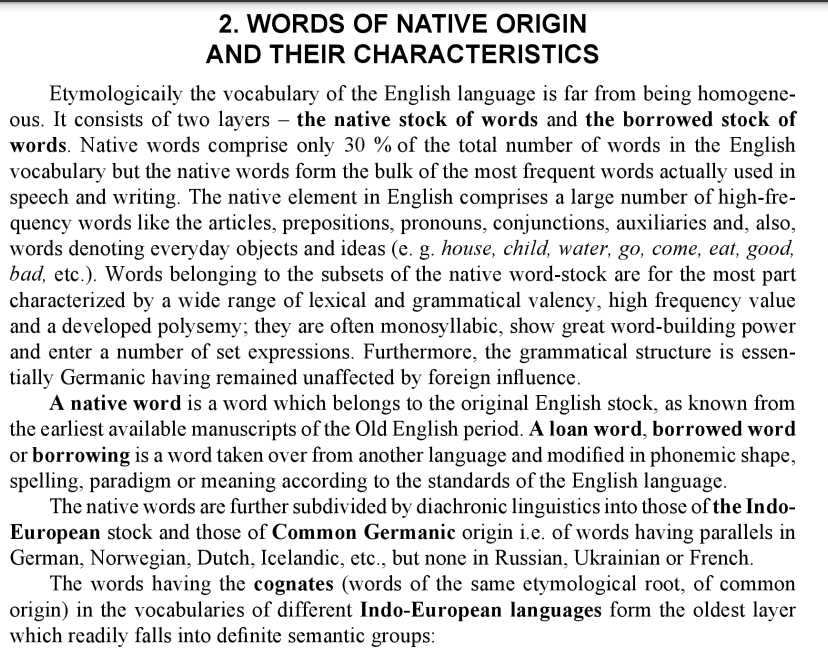 2. WORDS OF NATIVE ORIGIN
AND THEIR CHARACTERISTICS
Etymologicaily the vocabulary of the English language is far from being homogene-
ous. It consists of two layers – the native stock of words and the borrowed stock of
words. Native words comprise only 30 % of the total number of words in the English
vocabulary but the native words form the bulk of the most frequent words actually used in
speech and writing. The native element in English comprises a large number of high-fre-
quency words like the articles, prepositions, pronouns, conjunctions, auxiliaries and, also,
words denoting everyday objects and ideas (e. g. house, child, water, go, come, eat, good,
bad, etc.). Words belonging to the subsets of the native word-stock are for the most part
characterized by a wide range of lexical and grammatical valency, high frequency value
and a developed polysemy; they are often monosyllabic, show great word-building power
and enter a number of set expressions. Furthermore, the grammatical structure is essen-
tially Germanic having remained unaffected by foreign influence.
A native word is a word which belongs to the original English stock, as known from
the earliest available manuscripts of the Old English period. A loan word, borrowed word
or borrowing is a word taken over from another language and modified in phonemic shape,
spelling, paradigm or meaning according to the standards of the English language.
The native words are further subdivided by diachronic linguistics into those of the Indo-
European stock and those of Common Germanic origin i.e. of words having parallels in
German, Norwegian, Dutch, Icelandic, etc., but none in Russian, Ukrainian or French.
The words having the cognates (words of the same etymological root, of common
origin) in the vocabularies of different Indo-European languages form the oldest layer
which readily falls into definite semantic groups: